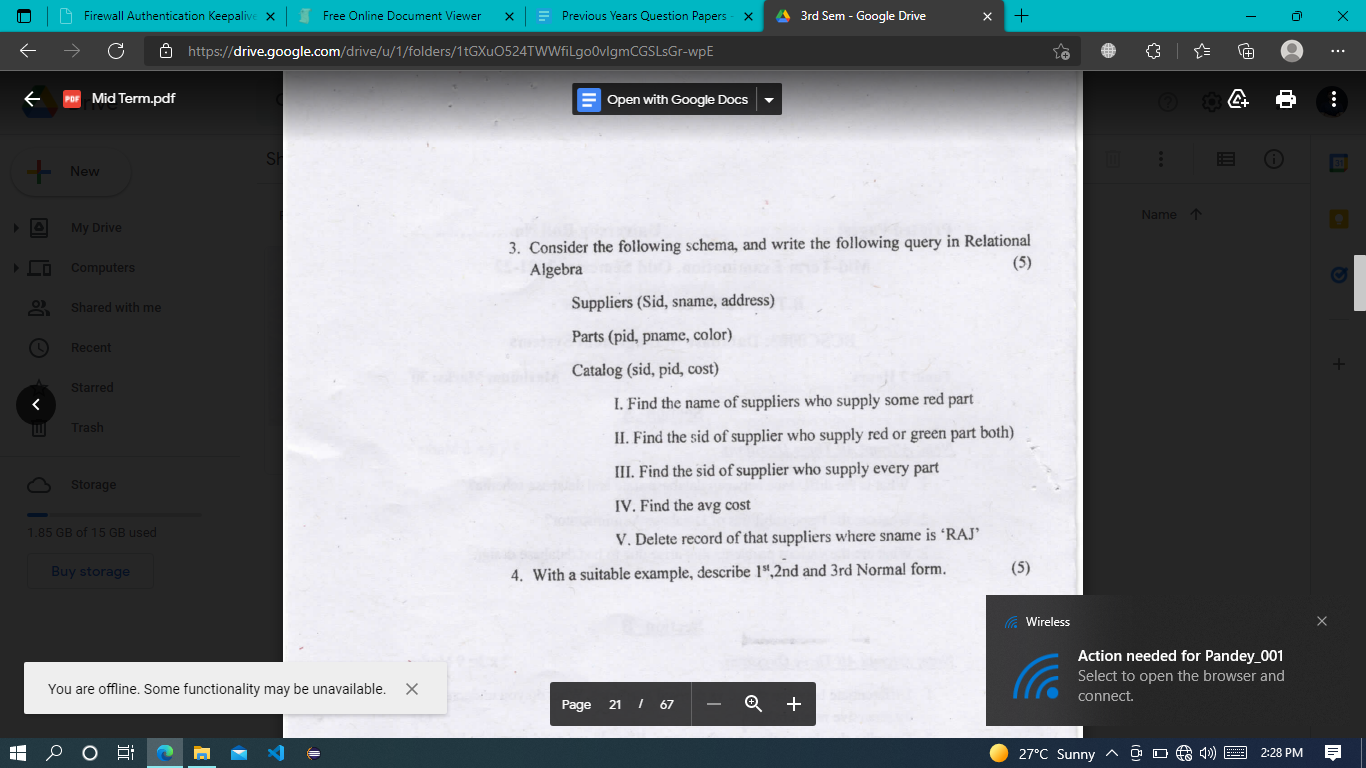 Firewall Authentication Keepalive
Free Online Document Viewer
Previous Years Question Papers -
3rd Sem - Google Drive
https://drive.google.com/drive/u/1/folders/1tGXuO524TWWfiLgo0vlgmCGSLsGr-wpE
PDF
Mid Term.pdf
Open with Google Docs
New
Name
My Drive
Computers
Shared with me
Recent
Starred
Trash
Storage
1.85 GB of 15 GB used
Buy storage
3. Consider the following schema, and write the following query in Relational
Algebra (5)
Suppliers (Sid, sname, address)
Parts (pid, pname, color)
Catalog (sid, pid, cost)
I. Find the name of suppliers who supply some red part
II. Find the sid of supplier who supply red or green part both)
III. Find the sid of supplier who supply every part
IV. Find the avg cost
V. Delete record of that suppliers where sname is ‘RAJ’
4. With a suitable example, describe 1st,2nd and 3rd Normal form. (5)
Wireless
Action needed for Pandey_001
Select to open the browser and
connect.
You are offline. Some functionality may be unavailable.
Page 21 / 67
27°C Sunny
2:28 PM